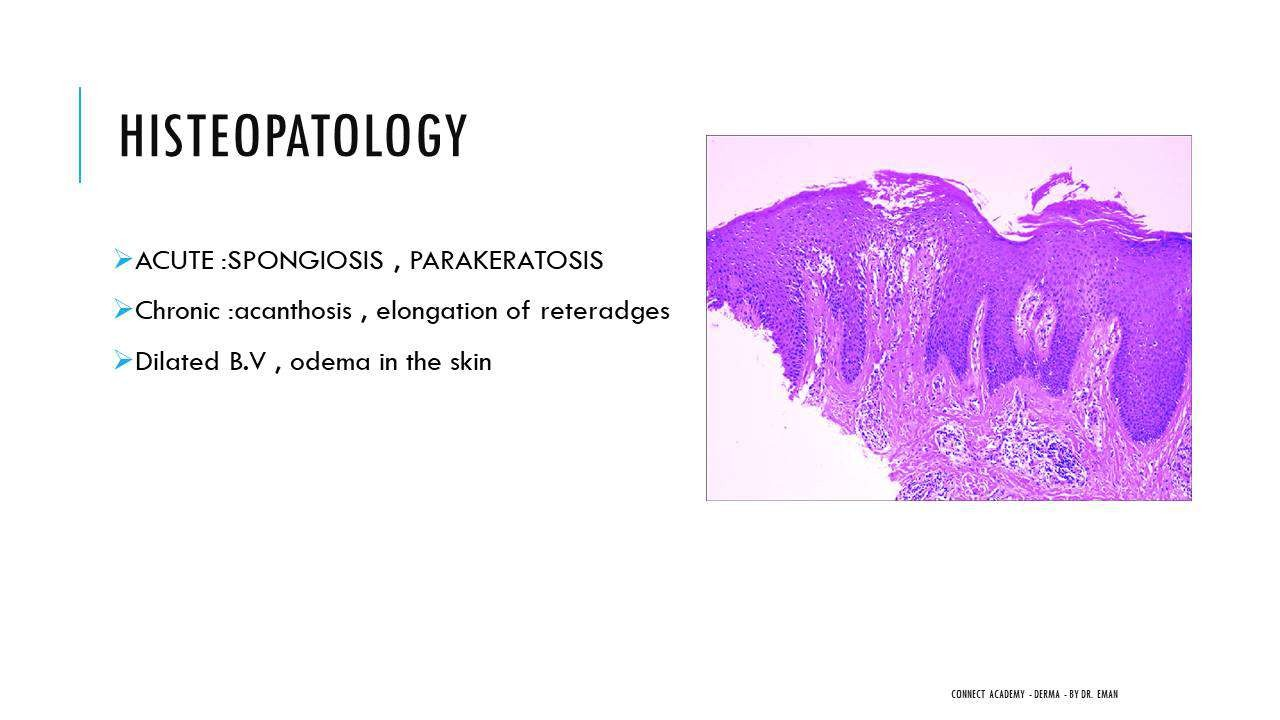 HISTEOPATOLOGY
ACUTE :SPONGIOSIS , PARAKERATOSIS
Chronic :acanthosis , elongation of reteradges
Dilated B.V , odema in the skin
CONNECT ACADEMY - DERMA - BY DR. EMAN